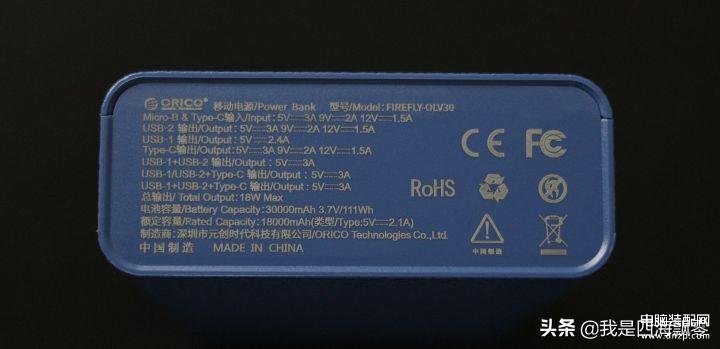 ORICO 移动电源/Power Bank 型号/Model: FIREFLY-OLV30
Micro-B & Type-C输入/Input: 5V⎓3A 9V⎓2A 12V⎓1.5A
USB-2 输出/Output: 5V⎓3A 9V⎓2A 12V⎓1.5A
USB-1 输出/Output: 5V⎓2.4A
Type-C输出/Output: 5V⎓3A 9V⎓2A 12V⎓1.5A
USB-1+USB-2 输出/Output: 5V⎓3A
USB-1/USB-2+Type-C 输出/Output : 5V⎓3A
USB-1+USB-2+Type-C 输出/Output : 5V⎓3A
总输出/ Total Output: 18W Max
电池容量/Battery Capacity: 30000mAh 3.7V/111Wh
额定容量/Rated Capacity: 18000mAh(类型/Type:5V⎓2.1A)
制造商: 深圳市元创时代科技有限公司/ORICO Technologies Co.,Ltd.
中国制造 MADE IN CHINA
CE FC
RoHS
中国制造
头条 @我是四海飘零
电脑装配网
www.dnzp.com